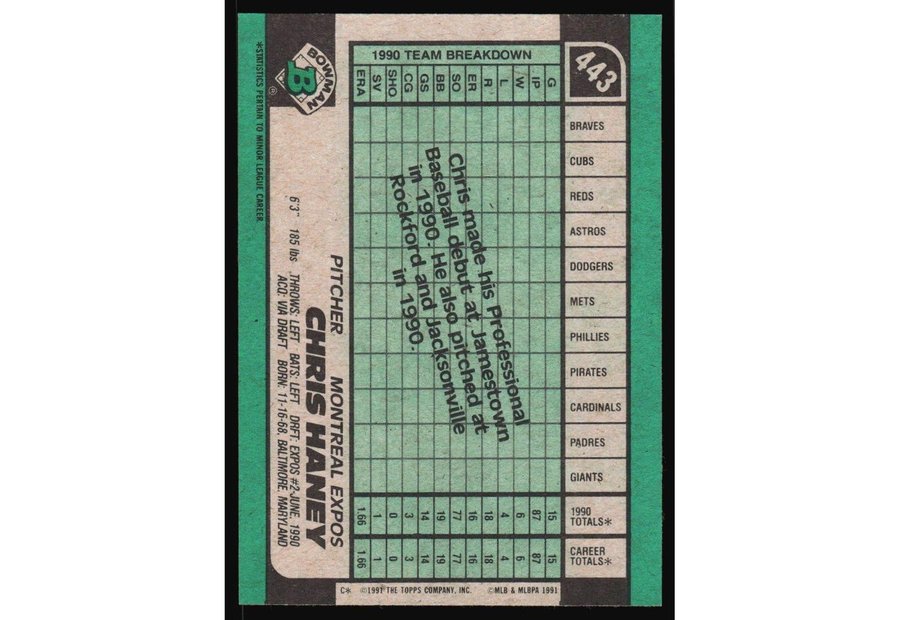 443
1990 TEAM BREAKDOWN
G IP W L R ER SO BB GS CG SHO SV ERA
BRAVES
CUBS
REDS
ASTROS
DODGERS
METS
PHILLIES
PIRATES
CARDINALS
PADRES
GIANTS
1990 TOTALS* 15 87 6 4 18 16 77 19 14 3 0 1 1.66
CAREER TOTALS* 15 87 6 4 18 16 77 19 14 3 0 1 1.66
Chris made his Professional
Baseball debut at Jamestown
in 1990. He also pitched at
Rockford and Jacksonville
in 1990.
BOWMAN
B
®
PITCHER MONTREAL EXPOS
CHRIS HANEY
6'3" 185 lbs THROWS: LEFT BATS: LEFT DRFT: EXPOS #2-JUNE, 1990
ACQ: VIA DRAFT BORN: 11-16-68, BALTIMORE, MARYLAND
*STATISTICS PERTAIN TO MINOR LEAGUE CAREER.
C* ©1991 THE TOPPS COMPANY, INC. ©MLB & MLBPA 1991